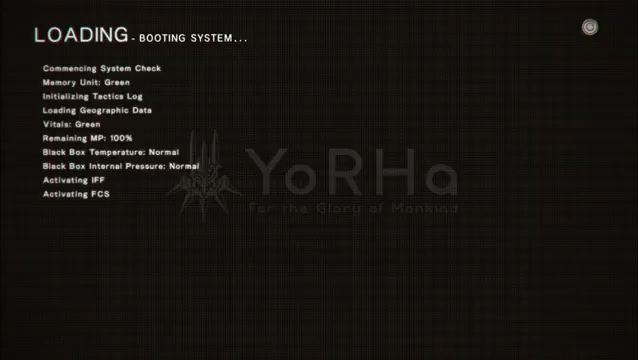 LOADING - BOOTING SYSTEM...
Commencing System Check
Memory Unit: Green
Initializing Tactics Log
Loading Geographic Data
Vitals: Green
Remaining MP: 100%
Black Box Temperature: Normal
Black Box Internal Pressure: Normal
Activating IFF
Activating FCS
YoRHa
For the Glory of Mankind